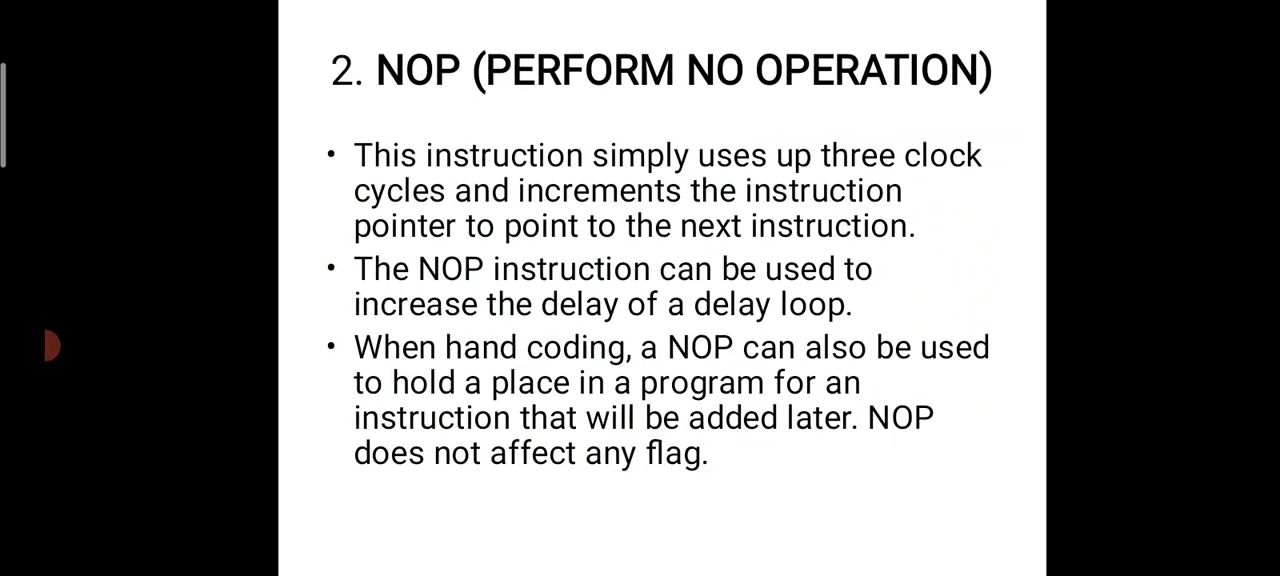 2. NOP (PERFORM NO OPERATION)
• This instruction simply uses up three clock
cycles and increments the instruction
pointer to point to the next instruction.
• The NOP instruction can be used to
increase the delay of a delay loop.
• When hand coding, a NOP can also be used
to hold a place in a program for an
instruction that will be added later. NOP
does not affect any flag.